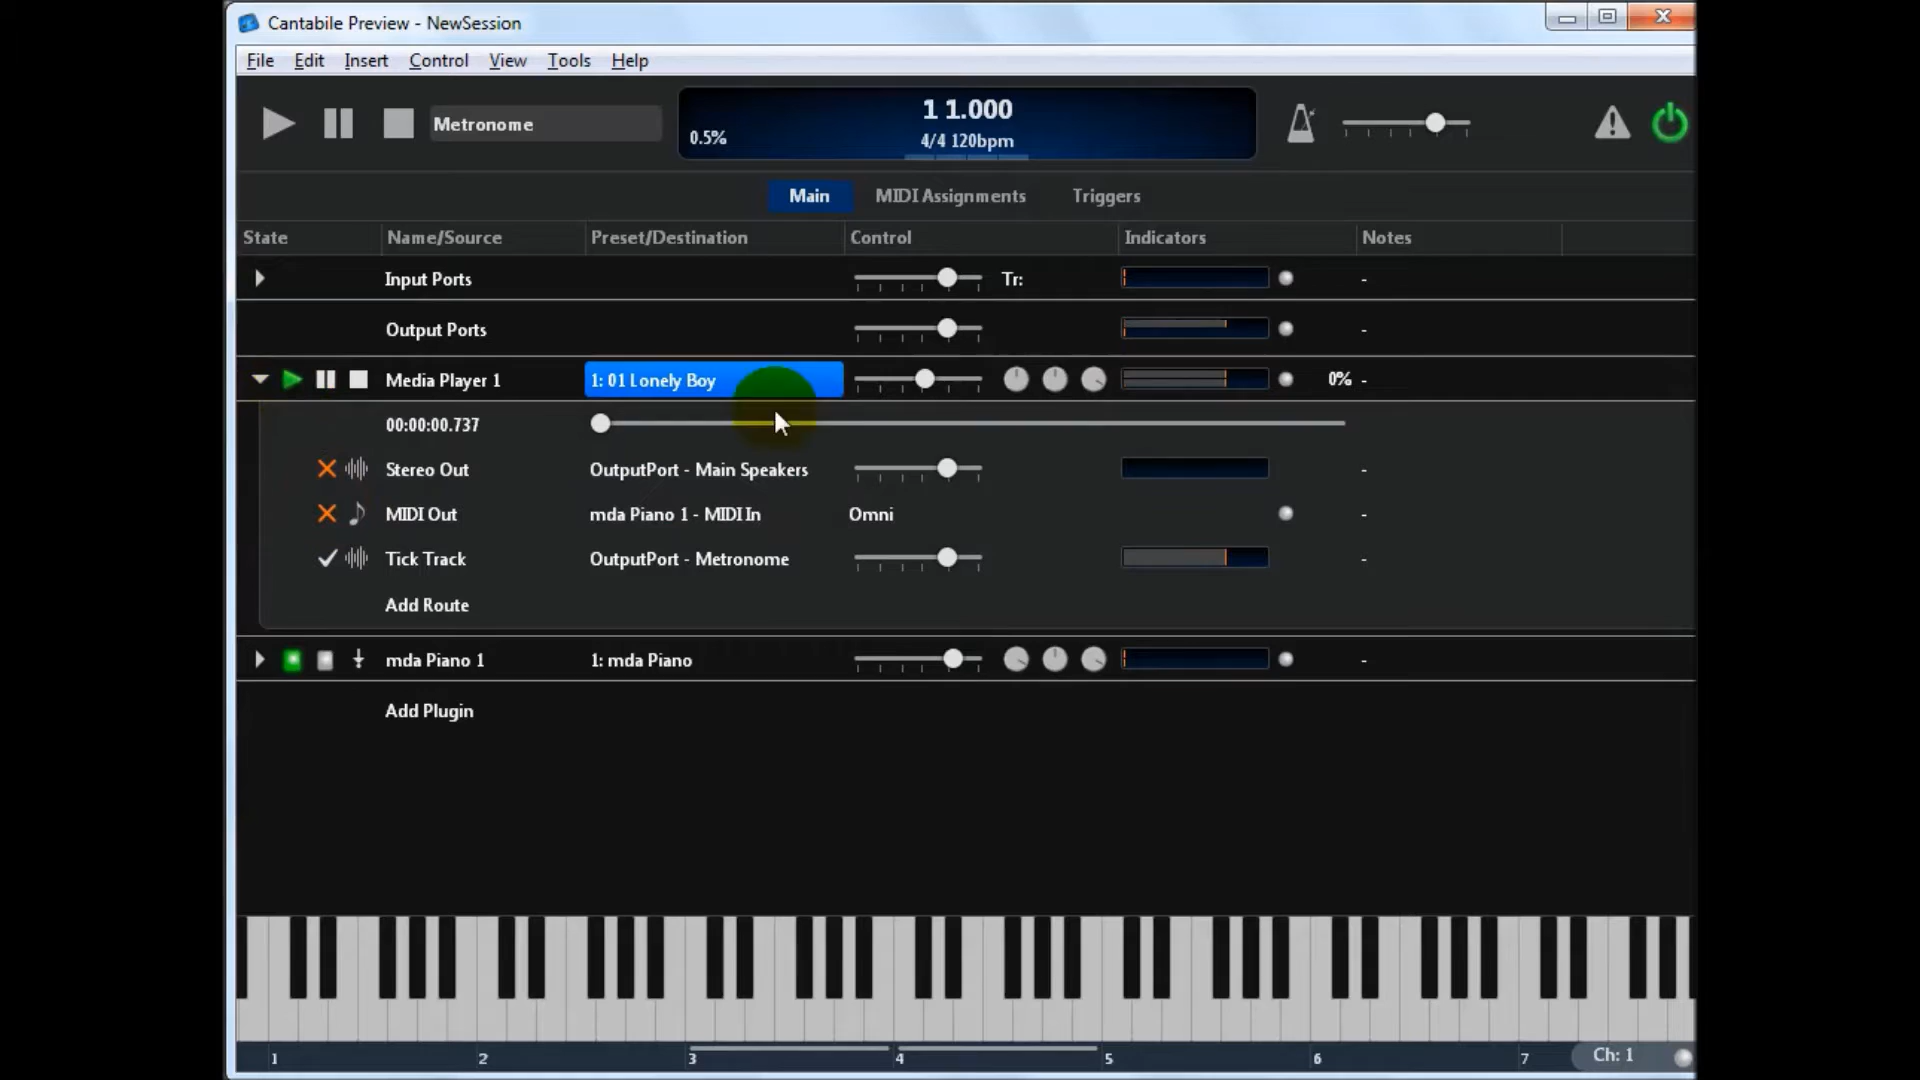 Cantabile Preview - NewSession
File Edit Insert Control View Tools Help
Metronome
1 1.000
0.5%
4/4 120bpm
Main MIDI Assignments Triggers
State Name/Source Preset/Destination Control Indicators Notes
Input Ports Tr: -
Output Ports -
Media Player 1 1: 01 Lonely Boy 0% -
00:00:00.737
Stereo Out OutputPort - Main Speakers -
MIDI Out mda Piano 1 - MIDI In Omni -
Tick Track OutputPort - Metronome -
Add Route
mda Piano 1 1: mda Piano -
Add Plugin
1 2 3 4 5 6 7 Ch: 1